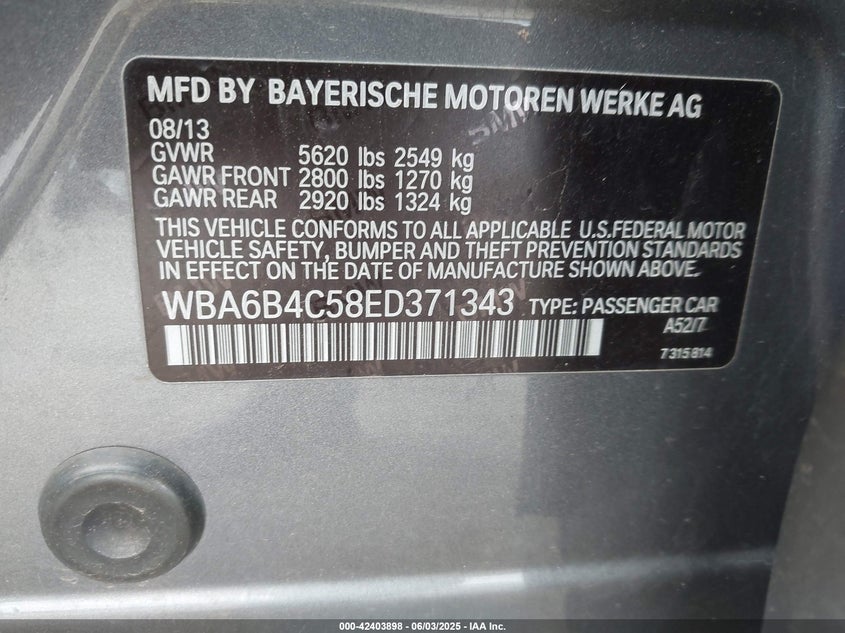 MFD BY BAYERISCHE MOTOREN WERKE AG
08/13
GVWR 5620 lbs 2549 kg
GAWR FRONT 2800 lbs 1270 kg
GAWR REAR 2920 lbs 1324 kg
THIS VEHICLE CONFORMS TO ALL APPLICABLE U.S.FEDERAL MOTOR
VEHICLE SAFETY, BUMPER AND THEFT PREVENTION STANDARDS
IN EFFECT ON THE DATE OF MANUFACTURE SHOWN ABOVE.
WBA6B4C58ED371343 TYPE: PASSENGER CAR
A52/7
7 315 814
000-42403898 - 06/03/2025 - IAA Inc.